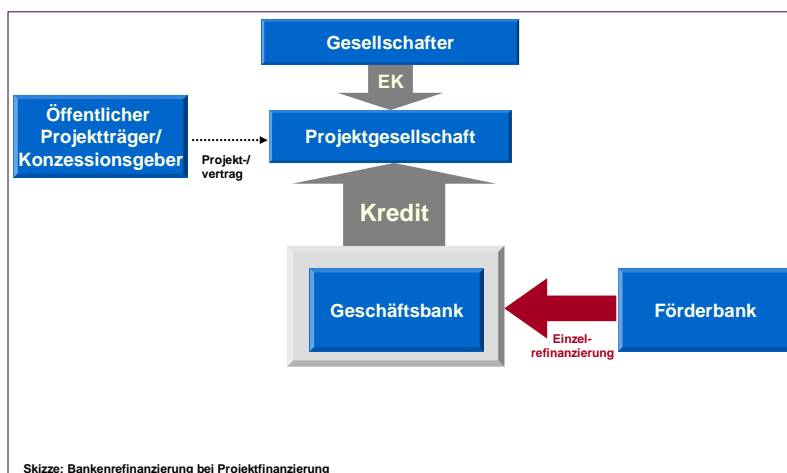 Gesellschafter
EK
Öffentlicher
Projektträger/
Konzessionsgeber
Projekt-/
vertrag
Projektgesellschaft
Kredit
Geschäftsbank
Einzel-
refinanzierung
Förderbank
Skizze: Bankenrefinanzierung bei Projektfinanzierung